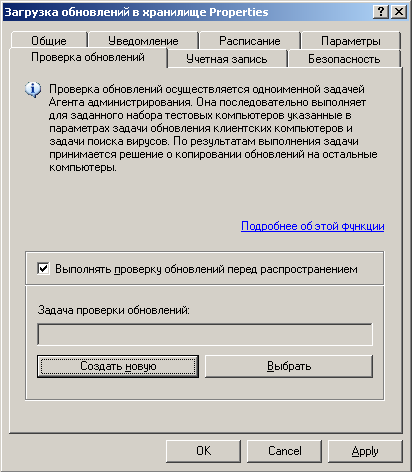 Загрузка обновлений в хранилище Properties
Общие Уведомление Расписание Параметры
Проверка обновлений Учетная запись Безопасность
Проверка обновлений осуществляется одноименной задачей
Агента администрирования. Она последовательно выполняет
для заданного набора тестовых компьютеров указанные в
параметрах задачи обновления клиентских компьютеров и
задачи поиска вирусов. По результатам выполнения задачи
принимается решение о копировании обновлений на остальные
компьютеры.
Подробнее об этой функции
Выполнять проверку обновлений перед распространением
Задача проверки обновлений:
Создать новую Выбрать
OK Cancel Apply